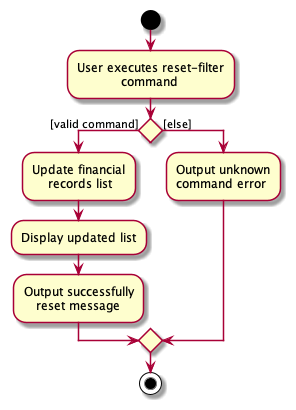 User executes reset-filter
command
[valid command]
[else]
Update financial
records list
Output unknown
command error
Display updated list
Output successfully
reset message